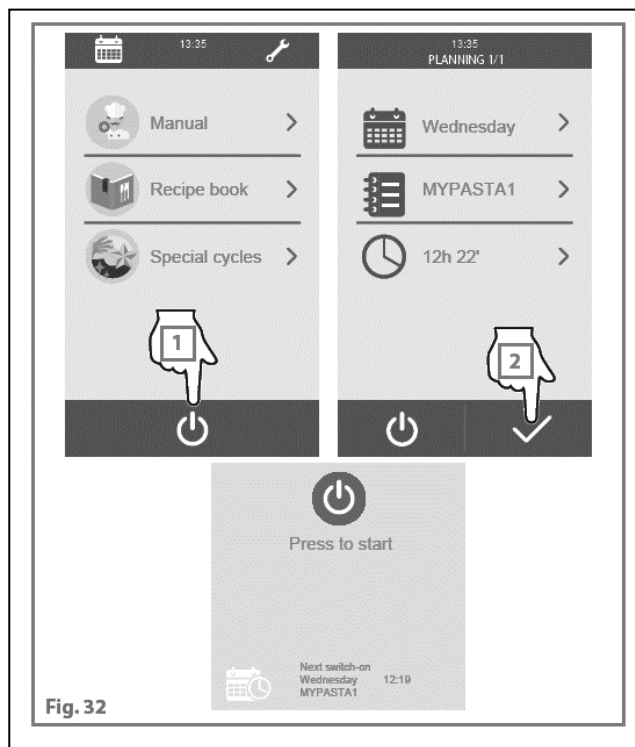 13:35
Manual
Recipe book
Special cycles
1
13:35
PLANNING 1/1
Wednesday
MYPASTA1
12h 22'
2
Press to start
Next switch-on
Wednesday 12:19
MYPASTA1
Fig. 32